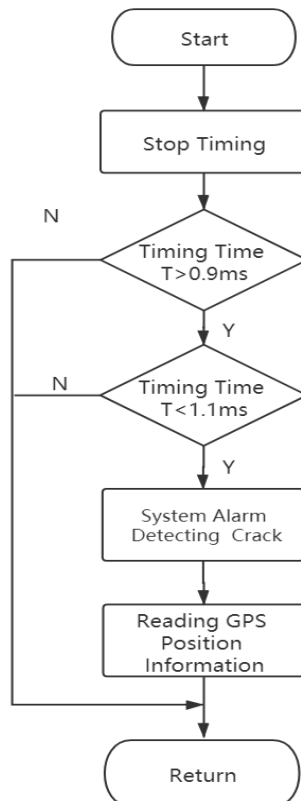 Start
Stop Timing
N
Timing Time
T>0.9ms
Y
N
Timing Time
T<1.1ms
Y
System Alarm
Detecting Crack
Reading GPS
Position
Information
Return